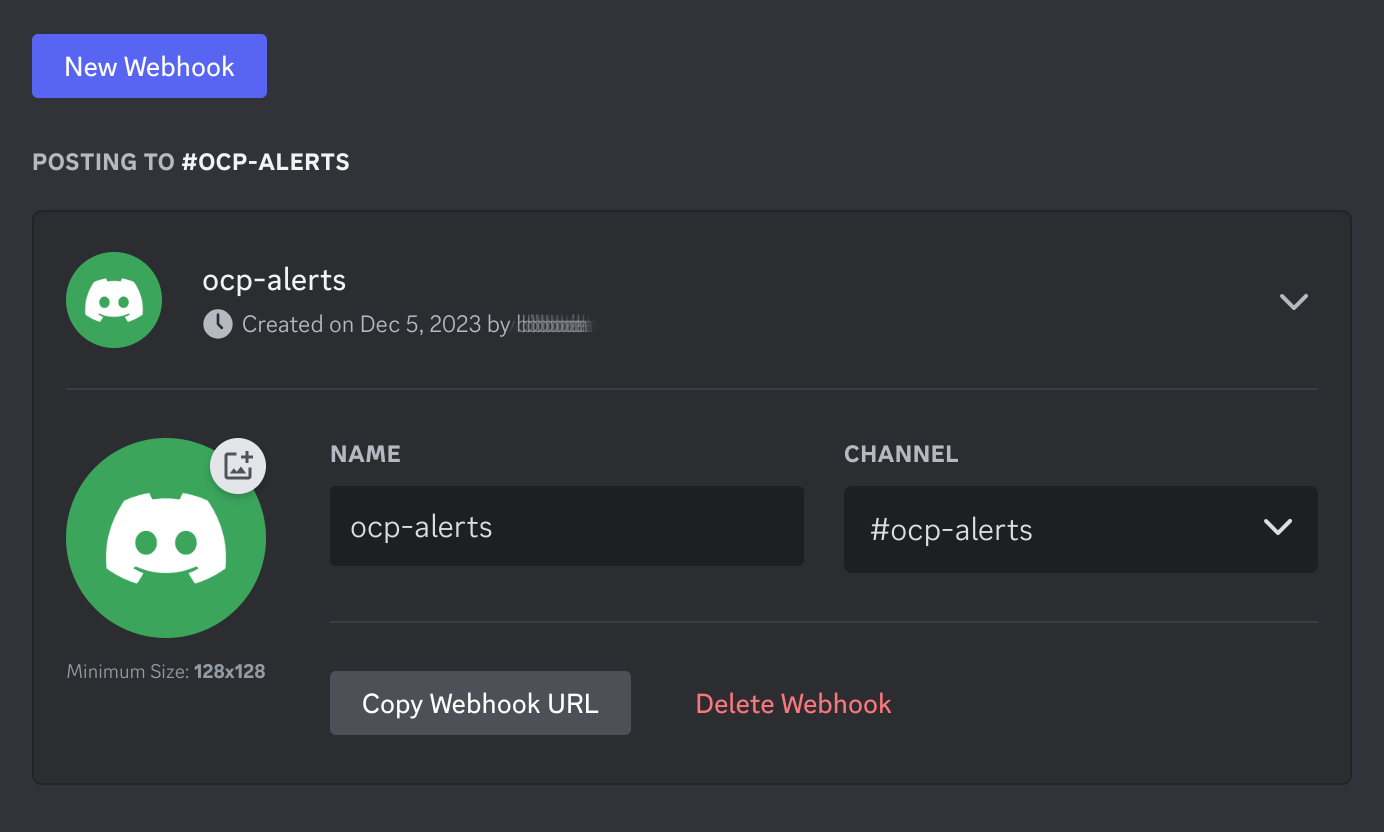 New Webhook
POSTING TO #OCP-ALERTS
ocp-alerts
Created on Dec 5, 2023 by
NAME
CHANNEL
ocp-alerts
#ocp-alerts
Minimum Size: 128x128
Copy Webhook URL
Delete Webhook